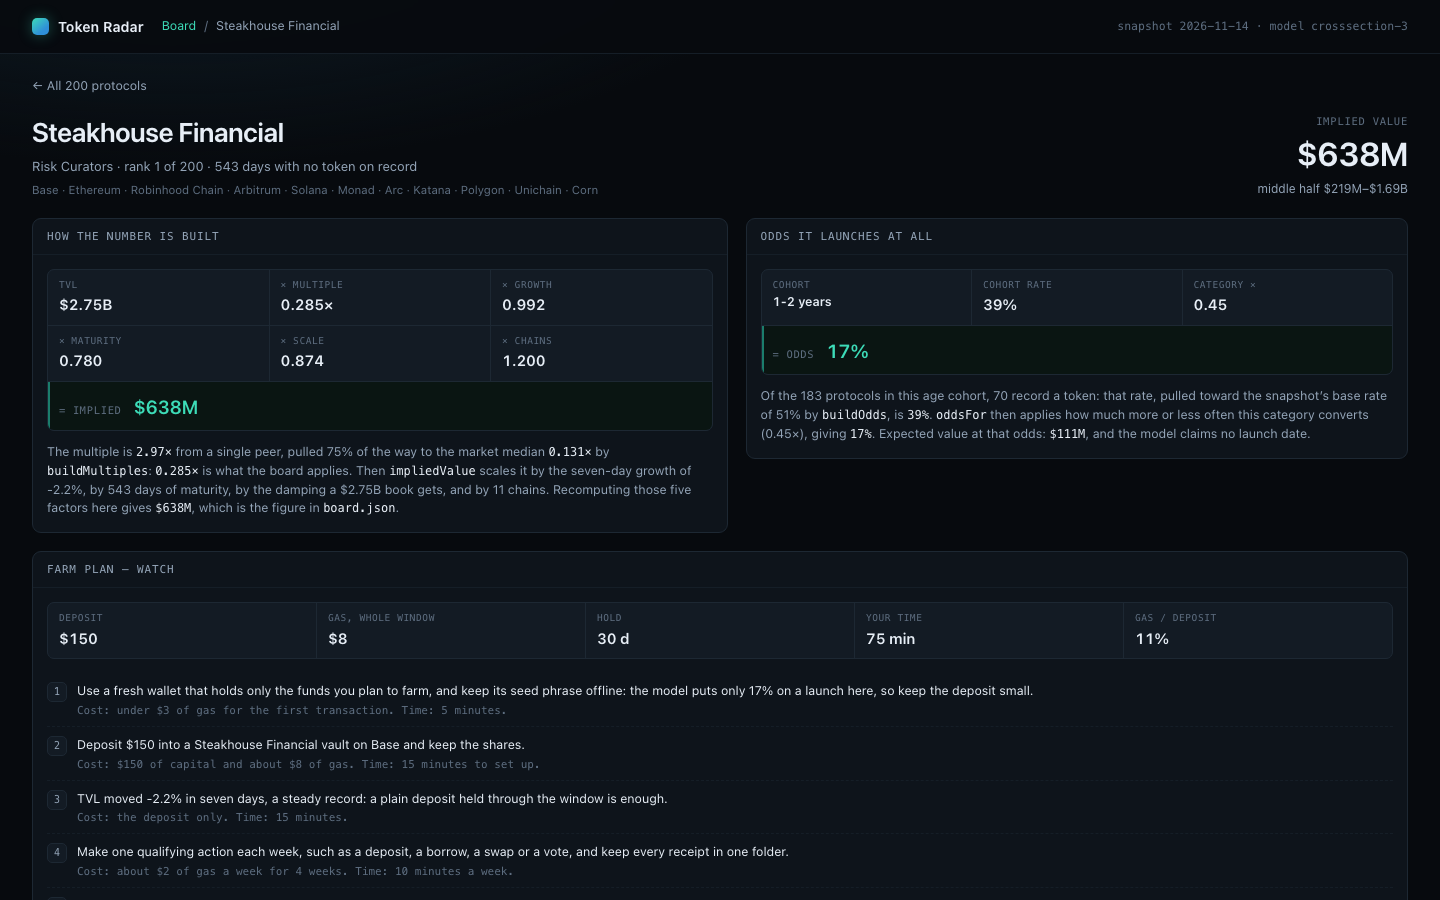 Token Radar Board / Steakhouse Financial
snapshot 2026-11-14 · model crosssection-3
← All 200 protocols
Steakhouse Financial
Risk Curators · rank 1 of 200 · 543 days with no token on record
Base · Ethereum · Robinhood Chain · Arbitrum · Solana · Monad · Arc · Katana · Polygon · Unichain · Corn
IMPLIED VALUE
$638M
middle half $219M–$1.69B
HOW THE NUMBER IS BUILT
TVL
$2.75B
× MULTIPLE
0.285×
× GROWTH
0.992
× MATURITY
0.780
× SCALE
0.874
× CHAINS
1.200
= IMPLIED $638M
The multiple is 2.97× from a single peer, pulled 75% of the way to the market median 0.131× by
buildMultiples: 0.285× is what the board applies. Then impliedValue scales it by the seven-day growth of
-2.2%, by 543 days of maturity, by the damping a $2.75B book gets, and by 11 chains. Recomputing those five
factors here gives $638M, which is the figure in board.json.
ODDS IT LAUNCHES AT ALL
COHORT
1-2 years
COHORT RATE
39%
CATEGORY ×
0.45
= ODDS 17%
Of the 183 protocols in this age cohort, 70 record a token: that rate, pulled toward the snapshot's base rate
of 51% by buildOdds, is 39%. oddsFor then applies how much more or less often this category converts
(0.45×), giving 17%. Expected value at that odds: $111M, and the model claims no launch date.
FARM PLAN — WATCH
DEPOSIT
$150
GAS, WHOLE WINDOW
$8
HOLD
30 d
YOUR TIME
75 min
GAS / DEPOSIT
11%
1 Use a fresh wallet that holds only the funds you plan to farm, and keep its seed phrase offline: the model puts only 17% on a launch here, so keep the deposit small.
Cost: under $3 of gas for the first transaction. Time: 5 minutes.
2 Deposit $150 into a Steakhouse Financial vault on Base and keep the shares.
Cost: $150 of capital and about $8 of gas. Time: 15 minutes to set up.
3 TVL moved -2.2% in seven days, a steady record: a plain deposit held through the window is enough.
Cost: the deposit only. Time: 15 minutes.
4 Make one qualifying action each week, such as a deposit, a borrow, a swap or a vote, and keep every receipt in one folder.
Cost: about $2 of gas a week for 4 weeks. Time: 10 minutes a week.